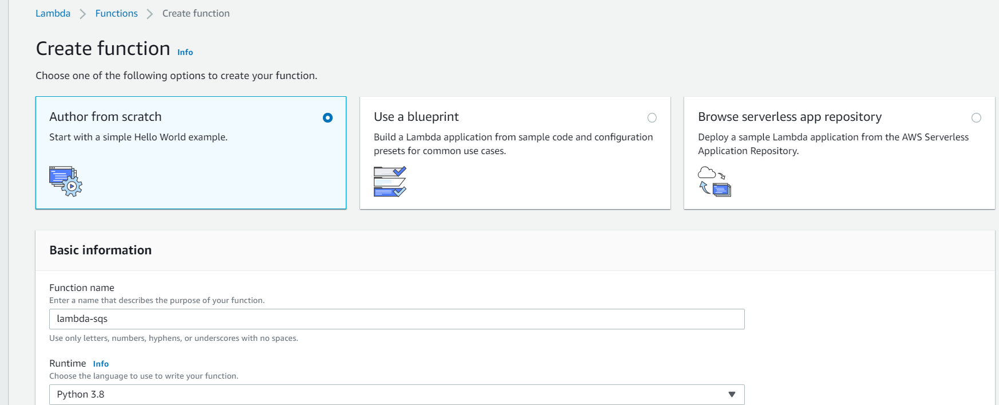 Lambda > Functions > Create function
Create function Info
Choose one of the following options to create your function.
Author from scratch
Start with a simple Hello World example.
Use a blueprint
Build a Lambda application from sample code and configuration
presets for common use cases.
Browse serverless app repository
Deploy a sample Lambda application from the AWS Serverless
Application Repository.
Basic information
Function name
Enter a name that describes the purpose of your function.
lambda-sqs
Use only letters, numbers, hyphens, or underscores with no spaces.
Runtime Info
Choose the language to use to write your function.
Python 3.8